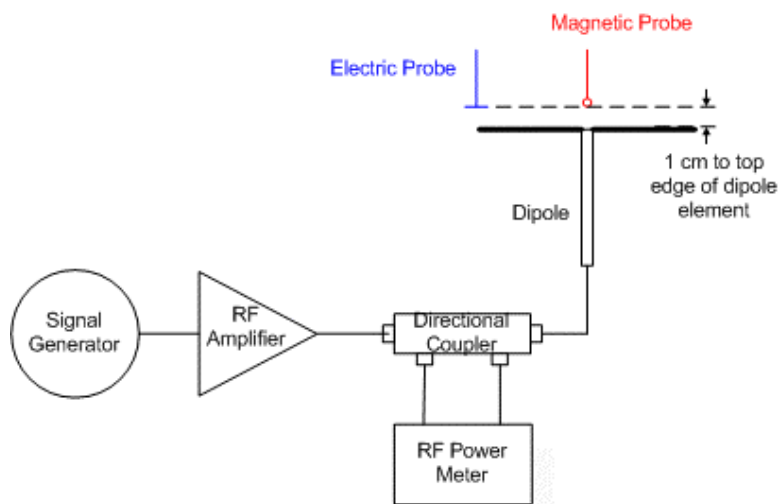 Magnetic Probe
Electric Probe
1 cm to top
edge of dipole
element
Dipole
Signal
Generator
RF
Amplifier
Directional
Coupler
RF Power
Meter